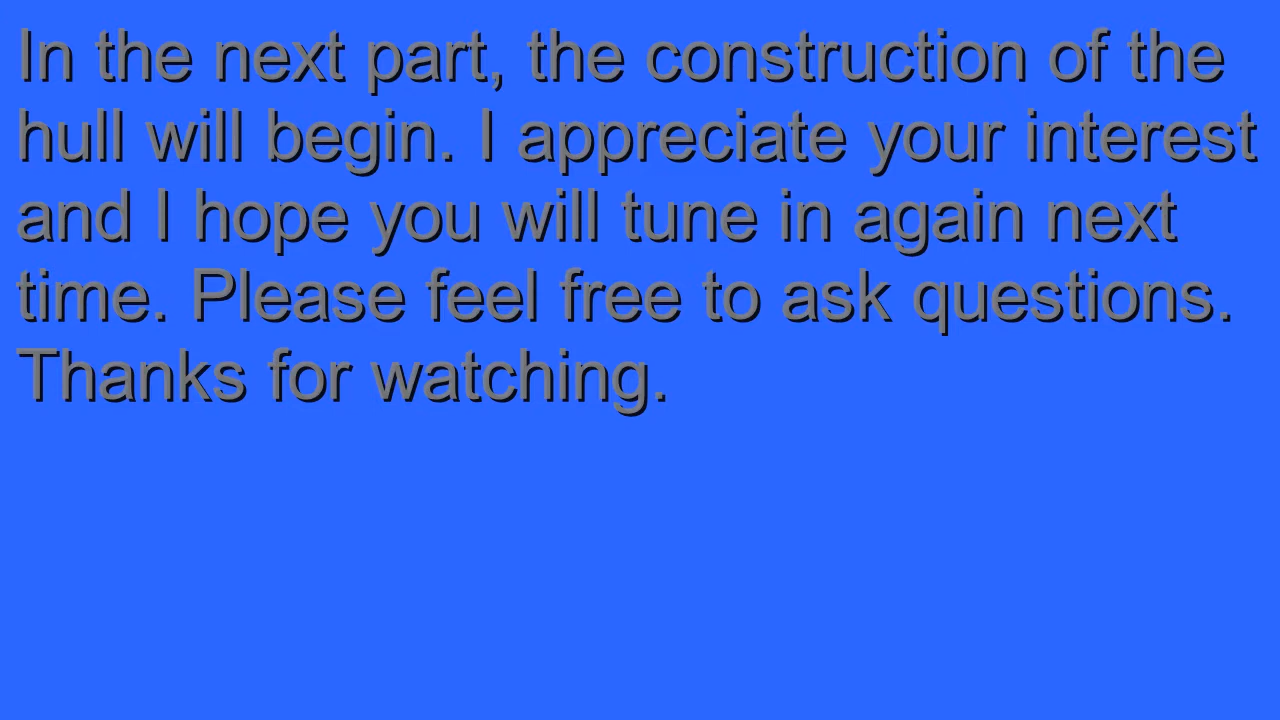 In the next part, the construction of the
hull will begin. I appreciate your interest
and I hope you will tune in again next
time. Please feel free to ask questions.
Thanks for watching.